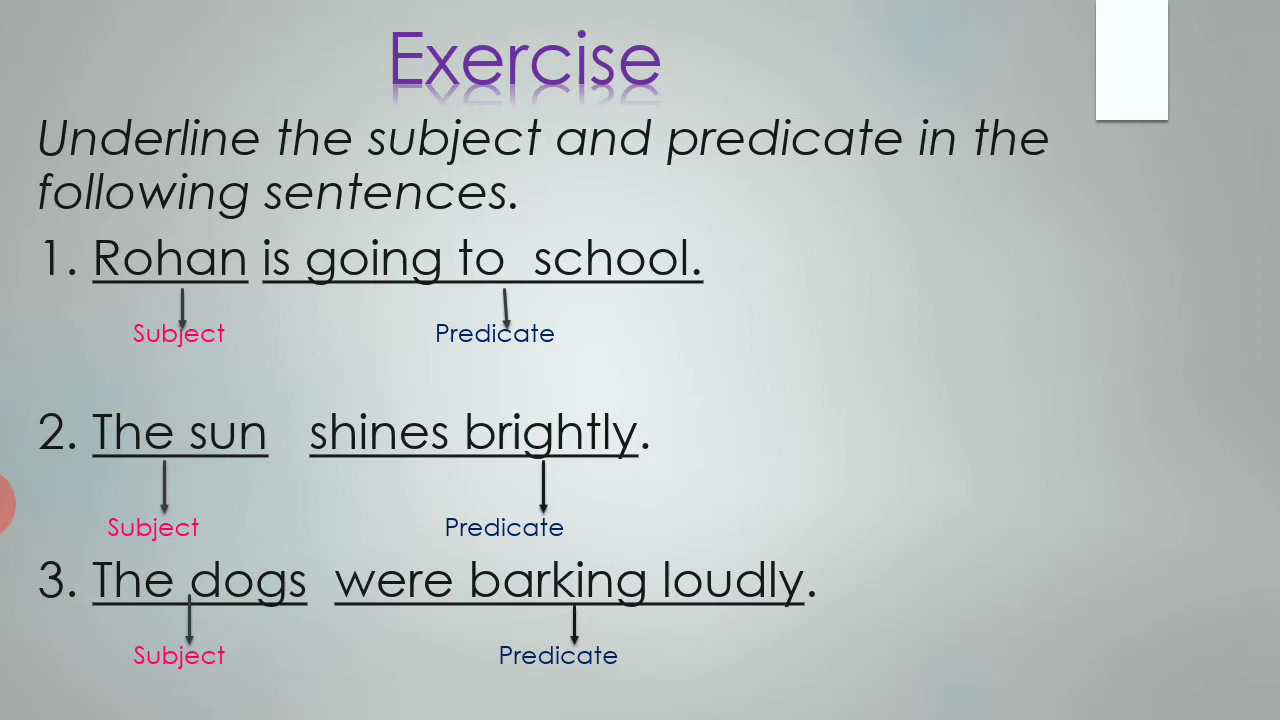 Exercise
Underline the subject and predicate in the
following sentences.
1. Rohan is going to school.
Subject Predicate
2. The sun shines brightly.
Subject Predicate
3. The dogs were barking loudly.
Subject Predicate